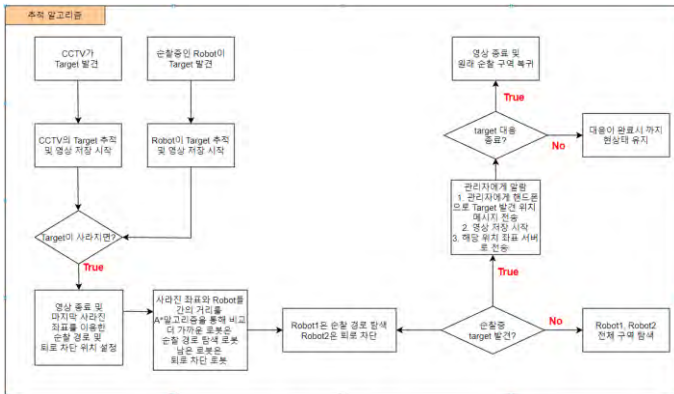 추적 알고리즘
CCTV가
Target 발견
순찰중인 Robot이
Target 발견
CCTV의 Target 추적
및 영상 저장 시작
Robot이 Target 추적
및 영상 저장 시작
Target이 사라지면?
True
영상 종료 및
마지막 사라진
좌표를 이용한
순찰 경로 및
퇴로 차단 위치 설정
사라진 좌표와 Robot들
간의 거리를
A*알고리즘을 통해 비교
더 가까운 로봇은
순찰 경로 탐색 로봇
남은 로봇은
퇴로 차단 로봇
Robot1은 순찰 경로 탐색
Robot2은 퇴로 차단
순찰중
target 발견?
No
Robot1, Robot2
전체 구역 탐색
True
관리자에게 알람
1. 관리자에게 핸드폰
으로 Target 발견 위치
메시지 전송
2. 영상 저장 시작
3. 해당 위치 좌표 서버
로 전송
target 대응
종료?
No
대응이 완료시 까지
현상태 유지
True
영상 종료 및
원래 순찰 구역 복귀